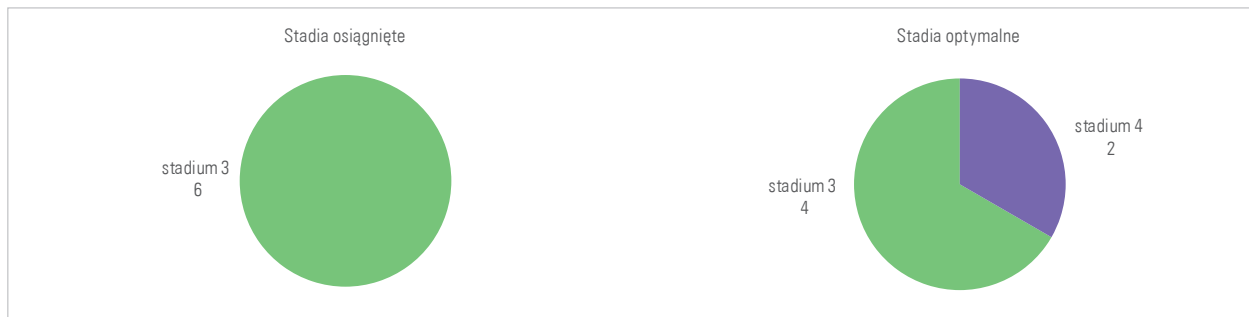 Stadia osiągnięte
stadium 3
6
Stadia optymalne
stadium 4
2
stadium 3
4